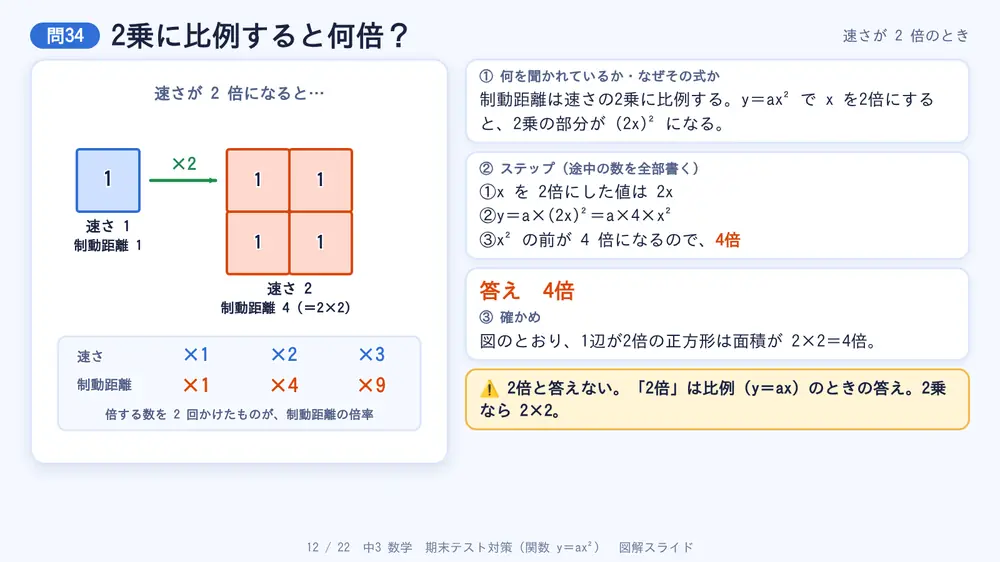 問34
2乗に比例すると何倍？
速さが 2 倍のとき
速さが 2 倍になると…
1
×2
1 1
1 1
速さ 1
制動距離 1
速さ 2
制動距離 4（＝2×2）
速さ ×1 ×2 ×3
制動距離 ×1 ×4 ×9
倍する数を 2 回かけたものが、制動距離の倍率
① 何を聞かれているか・なぜその式か
制動距離は速さの2乗に比例する。y＝ax² で x を2倍にする
と、2乗の部分が (2x)² になる。
② ステップ（途中の数を全部書く）
①x を 2倍にした値は 2x
②y＝a×(2x)²＝a×4×x²
③x² の前が 4 倍になるので、4倍
答え 4倍
③ 確かめ
図のとおり、1辺が2倍の正方形は面積が 2×2＝4倍。
⚠️ 2倍と答えない。「2倍」は比例（y＝ax）のときの答え。2乗
なら 2×2。
12 / 22 中3 数学 期末テスト対策（関数 y＝ax²） 図解スライド